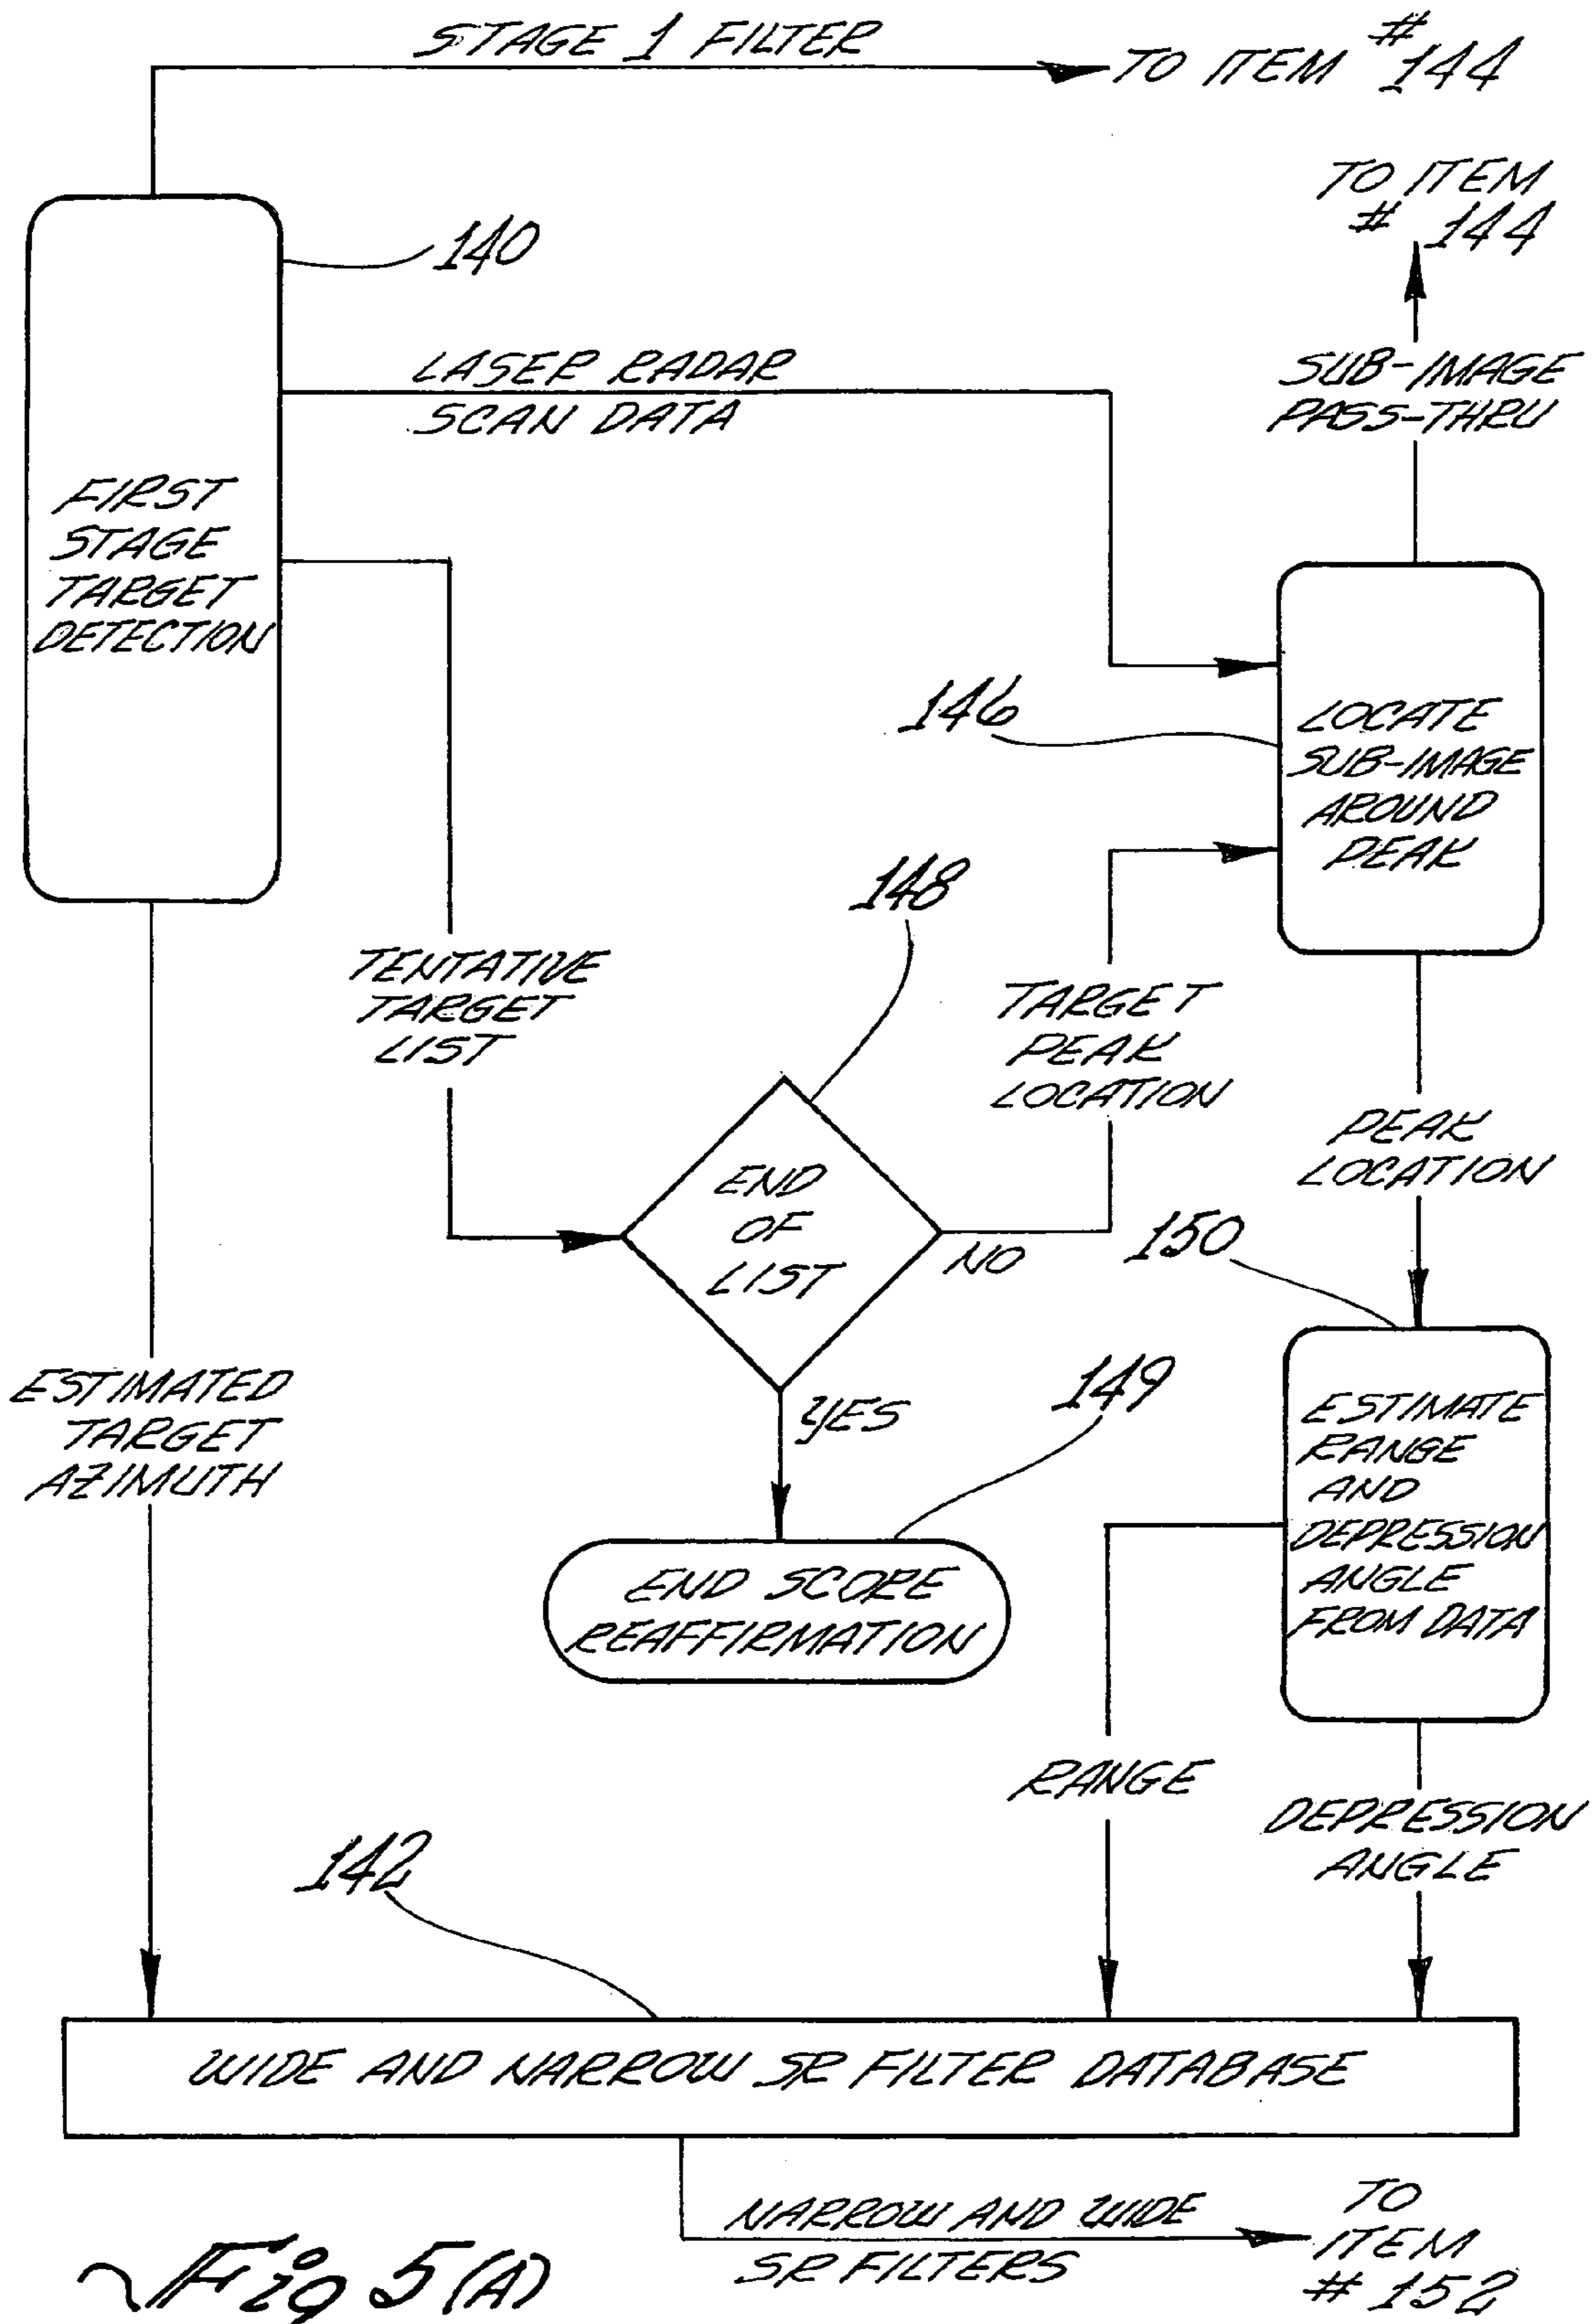 STAGE 1 FILTER
TO ITEM # 144
TO ITEM
# 144
140
LASER RADAR
SCAN DATA
SUB-IMAGE
PASS-THRU
FIRST
STAGE
TARGET
DETECTION
146
LOCATE
SUB-IMAGE
AROUND
PEAK
148
TENTATIVE
TARGET
LIST
TARGET
PEAK
LOCATION
END
OF
LIST
NO
YES
PEAK
LOCATION
150
149
ESTIMATED
TARGET
AZIMUTH
ESTIMATE
RANGE
AND
DEPRESSION
ANGLE
FROM DATA
END SCORE
REAFFIRMATION
RANGE
DEPRESSION
ANGLE
142
WIDE AND NARROW SR FILTER DATABASE
NARROW AND WIDE
SR FILTERS
TO
ITEM
# 152
Fig 5(A)